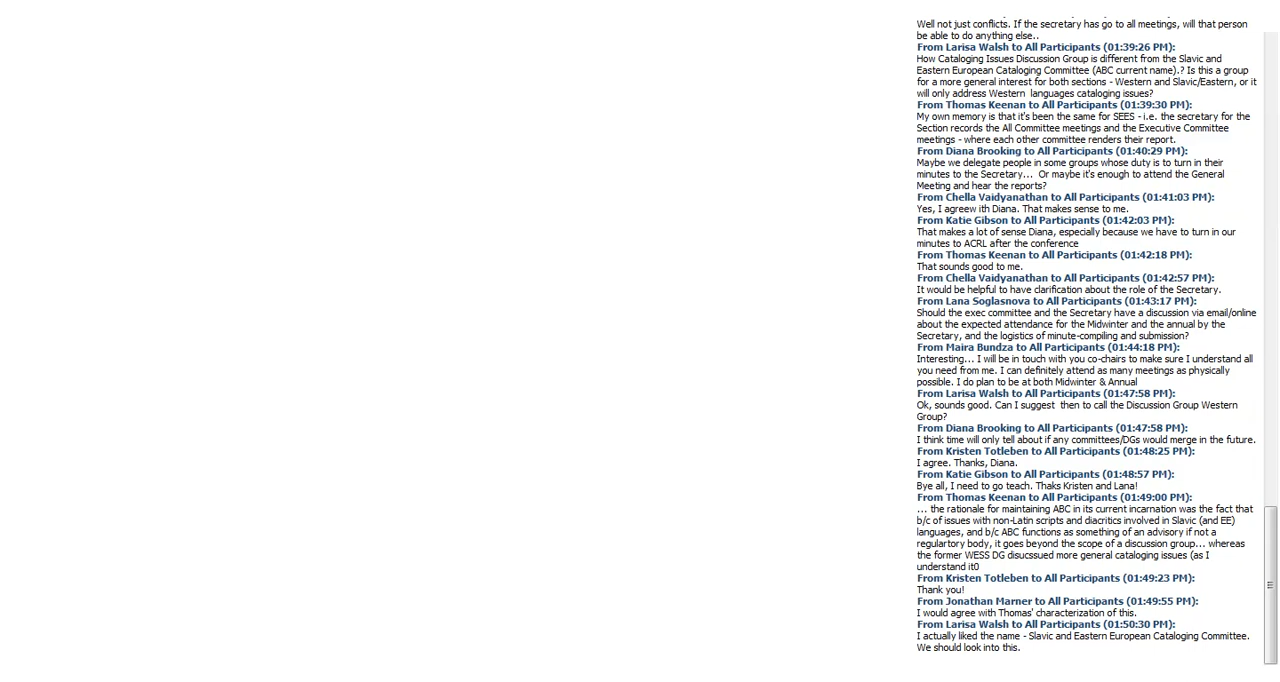 Well not just conflicts. If the secretary has go to all meetings, will that person
be able to do anything else..
From Larisa Walsh to All Participants (01:39:26 PM):
How Cataloging Issues Discussion Group is different from the Slavic and
Eastern European Cataloging Committee (ABC current name).? Is this a group
for a more general interest for both sections - Western and Slavic/Eastern, or it
will only address Western  languages cataloging issues?
From Thomas Keenan to All Participants (01:39:30 PM):
My own memory is that it's been the same for SEES - i.e. the secretary for the
Section records the All Committee meetings and the Executive Committee
meetings - where each other committee renders their report.
From Diana Brooking to All Participants (01:40:29 PM):
Maybe we delegate people in some groups whose duty is to turn in their
minutes to the Secretary...  Or maybe it's enough to attend the General
Meeting and hear the reports?
From Chella Vaidyanathan to All Participants (01:41:03 PM):
Yes, I agreew ith Diana. That makes sense to me.
From Katie Gibson to All Participants (01:42:03 PM):
That makes a lot of sense Diana, especially because we have to turn in our
minutes to ACRL after the conference
From Thomas Keenan to All Participants (01:42:18 PM):
That sounds good to me.
From Chella Vaidyanathan to All Participants (01:42:57 PM):
It would be helpful to have clarification about the role of the Secretary.
From Lana Soglasnova to All Participants (01:43:17 PM):
Should the exec committee and the Secretary have a discussion via email/online
about the expected attendance for the Midwinter and the annual by the
Secretary, and the logistics of minute-compiling and submission?
From Maira Bundza to All Participants (01:44:18 PM):
Interesting... I will be in touch with you co-chairs to make sure I understand all
you need from me. I can definitely attend as many meetings as physically
possible. I do plan to be at both Midwinter & Annual
From Larisa Walsh to All Participants (01:47:58 PM):
Ok, sounds good. Can I suggest  then to call the Discussion Group Western
Group?
From Diana Brooking to All Participants (01:47:58 PM):
I think time will only tell about if any committees/DGs would merge in the future.
From Kristen Totleben to All Participants (01:48:25 PM):
I agree. Thanks, Diana.
From Katie Gibson to All Participants (01:48:57 PM):
Bye all, I need to go teach. Thaks Kristen and Lana!
From Thomas Keenan to All Participants (01:49:00 PM):
... the rationale for maintaining ABC in its current incarnation was the fact that
b/c of issues with non-Latin scripts and diacritics involved in Slavic (and EE)
languages, and b/c ABC functions as something of an advisory if not a
regulartory body, it goes beyond the scope of a discussion group... whereas
the former WESS DG disucssued more general cataloging issues (as I
understand it0
From Kristen Totleben to All Participants (01:49:23 PM):
Thank you!
From Jonathan Marner to All Participants (01:49:55 PM):
I would agree with Thomas' characterization of this.
From Larisa Walsh to All Participants (01:50:30 PM):
I actually liked the name - Slavic and Eastern European Cataloging Committee.
We should look into this.